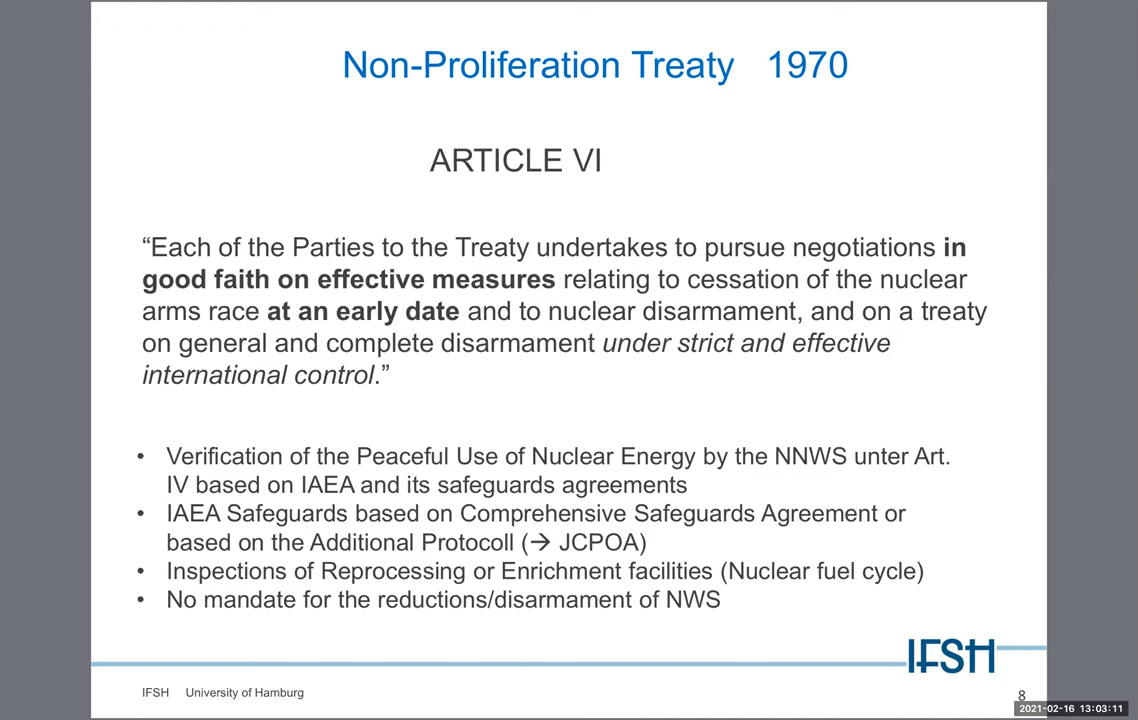 Non-Proliferation Treaty 1970
ARTICLE VI
“Each of the Parties to the Treaty undertakes to pursue negotiations in
good faith on effective measures relating to cessation of the nuclear
arms race at an early date and to nuclear disarmament, and on a treaty
on general and complete disarmament under strict and effective
international control.”
• Verification of the Peaceful Use of Nuclear Energy by the NNWS unter Art.
IV based on IAEA and its safeguards agreements
• IAEA Safeguards based on Comprehensive Safeguards Agreement or
based on the Additional Protocoll (→ JCPOA)
• Inspections of Reprocessing or Enrichment facilities (Nuclear fuel cycle)
• No mandate for the reductions/disarmament of NWS
IFSH
IFSH University of Hamburg
8
2021-02-16 13:03:11